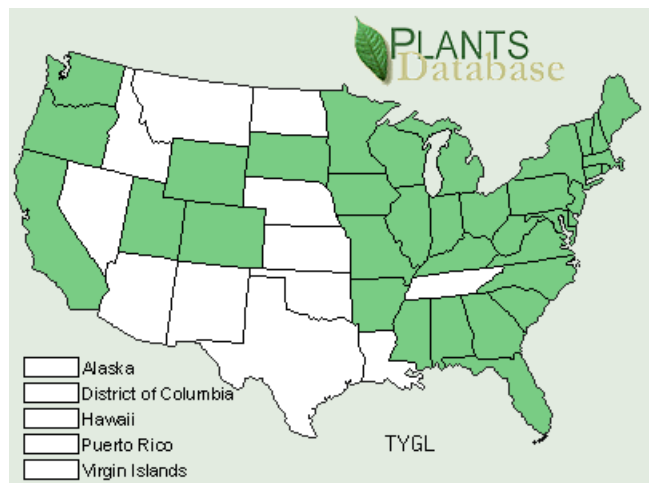 PLANTS
Database
Alaska
District of Columbia
Hawaii
Puerto Rico
Virgin Islands
TYGL